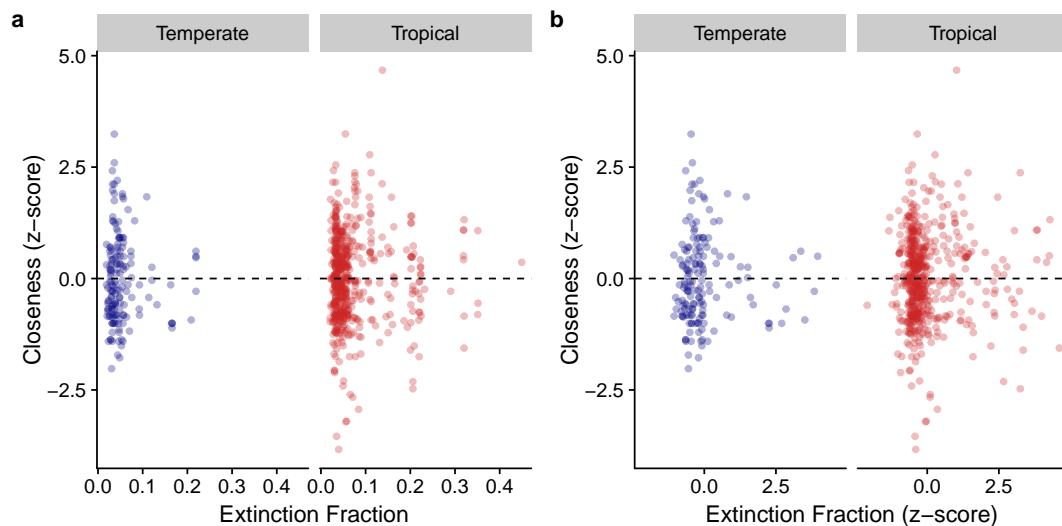 a
Temperate Tropical
5.0
2.5
0.0
−2.5
Closeness (z−score)
0.0 0.1 0.2 0.3 0.4 0.0 0.1 0.2 0.3 0.4
Extinction Fraction
b
Temperate Tropical
5.0
2.5
0.0
−2.5
Closeness (z−score)
0.0 2.5 0.0 2.5
Extinction Fraction (z−score)